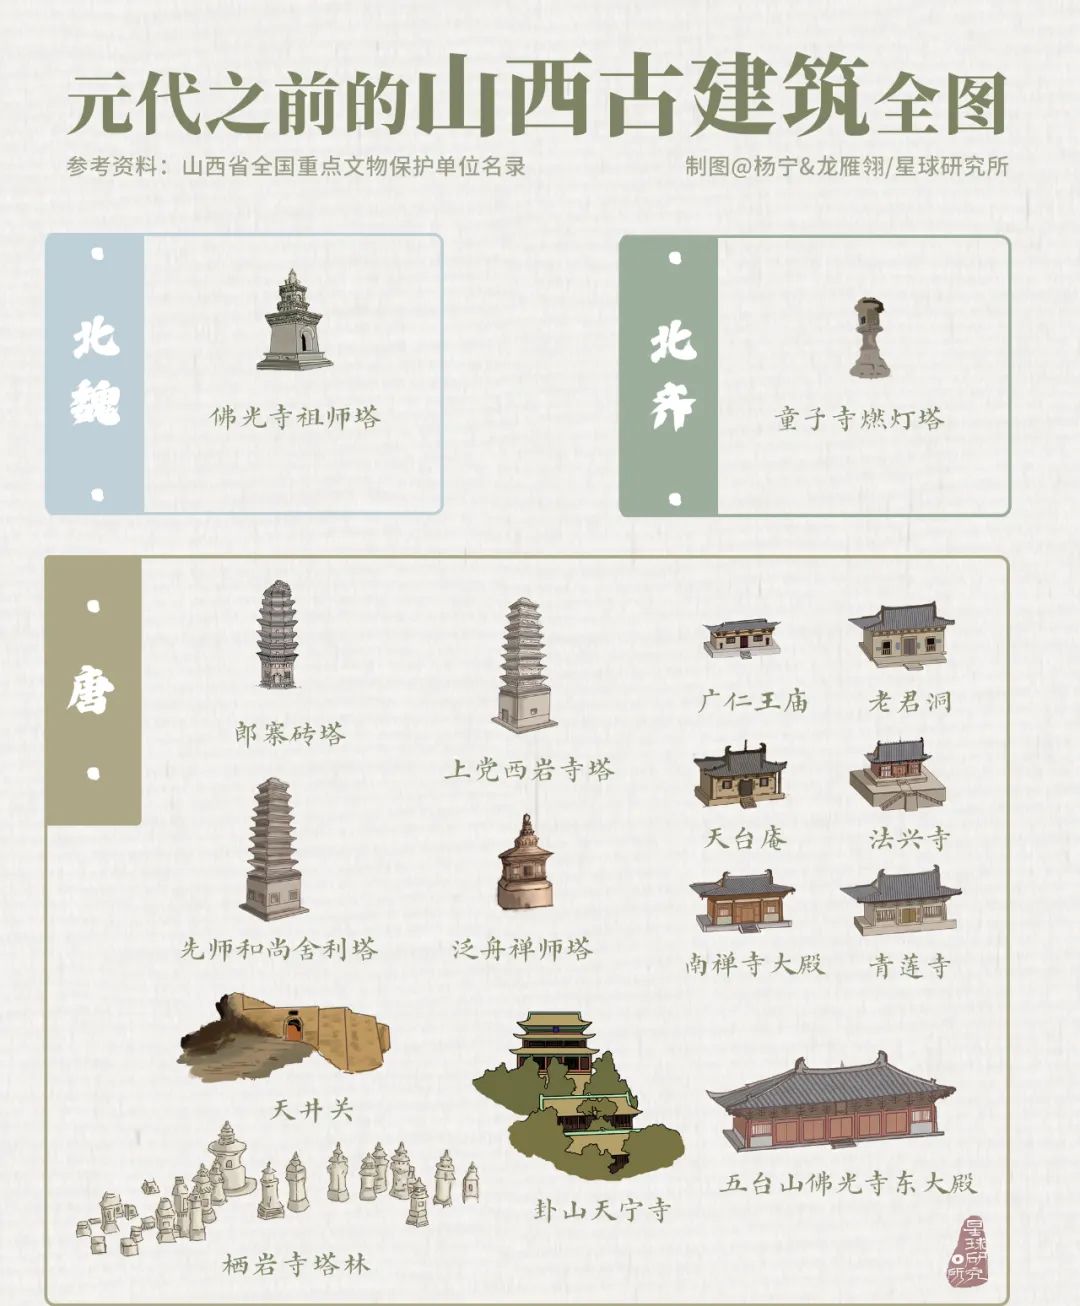 元代之前的山西古建筑全图
参考资料：山西省全国重点文物保护单位名录
制图@杨宁&龙雁翎/星球研究所
北魏
佛光寺祖师塔
北齐
童子寺燃灯塔
唐
郎寨砖塔
上党西岩寺塔
广仁王庙
老君洞
天台庵
法兴寺
先师和尚舍利塔
泛舟禅师塔
南禅寺大殿
青莲寺
天井关
卦山天宁寺
五台山佛光寺东大殿
栖岩寺塔林
星球研究所